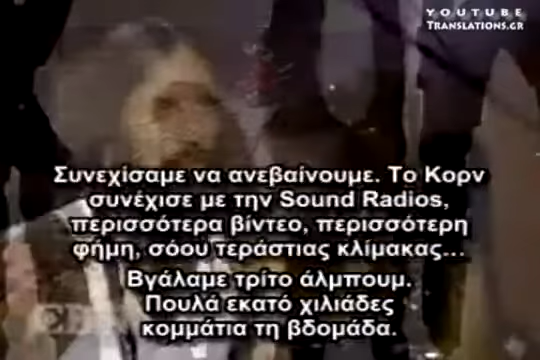 YOUTUBE
TRANSLATIONS.GR
Συνεχίσαμε να ανεβαίνουμε. Το Κορν
συνέχισε με την Sound Radios,
περισσότερα βίντεο, περισσότερη
φήμη, σόου τεράστιας κλίμακας...
Βγάλαμε τρίτο άλμπουμ.
Πουλά εκατό χιλιάδες
κομμάτια τη βδομάδα.